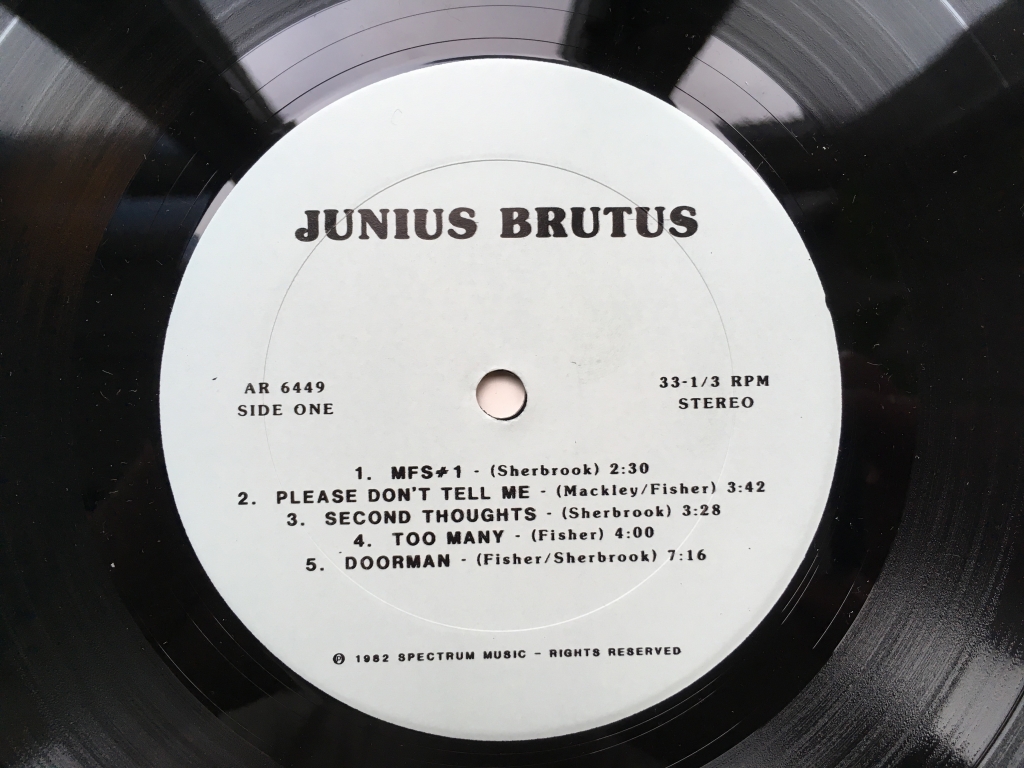 JUNIUS BRUTUS
AR 6449
SIDE ONE
33-1/3 RPM
STEREO
1. MFS#1 - (Sherbrook) 2:30
2. PLEASE DON'T TELL ME - (Mackley/Fisher) 3:42
3. SECOND THOUGHTS - (Sherbrook) 3:28
4. TOO MANY - (Fisher) 4:00
5. DOORMAN - (Fisher/Sherbrook) 7:16
℗ 1982 SPECTRUM MUSIC – RIGHTS RESERVED